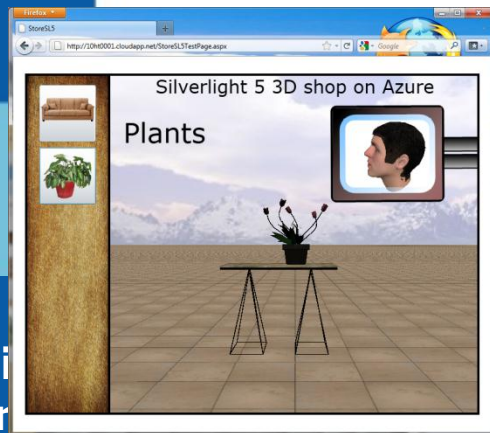 Firefox
StoreSL5
http://10ht0001.cloudapp.net/StoreSL5TestPage.aspx
Google
Silverlight 5 3D shop on Azure
Plants